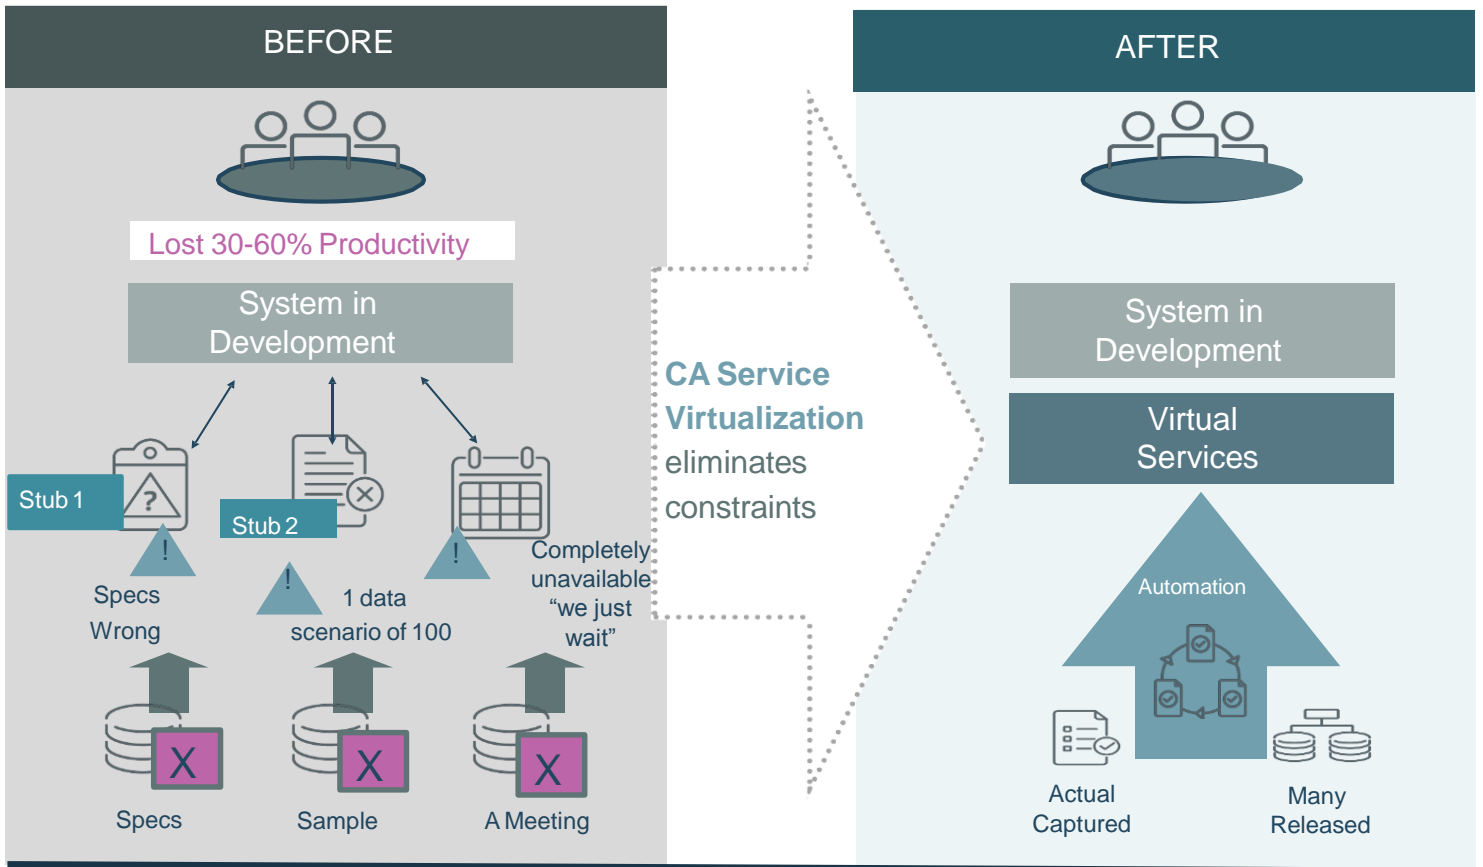 BEFORE
Lost 30-60% Productivity
System in
Development
Stub 1
?
Stub 2
!
!
!
Specs
Wrong
1 data
scenario of 100
Completely
unavailable
“we just
wait”
X
X
X
Specs
Sample
A Meeting
CA Service
Virtualization
eliminates
constraints
AFTER
System in
Development
Virtual
Services
Automation
Actual
Captured
Many
Released